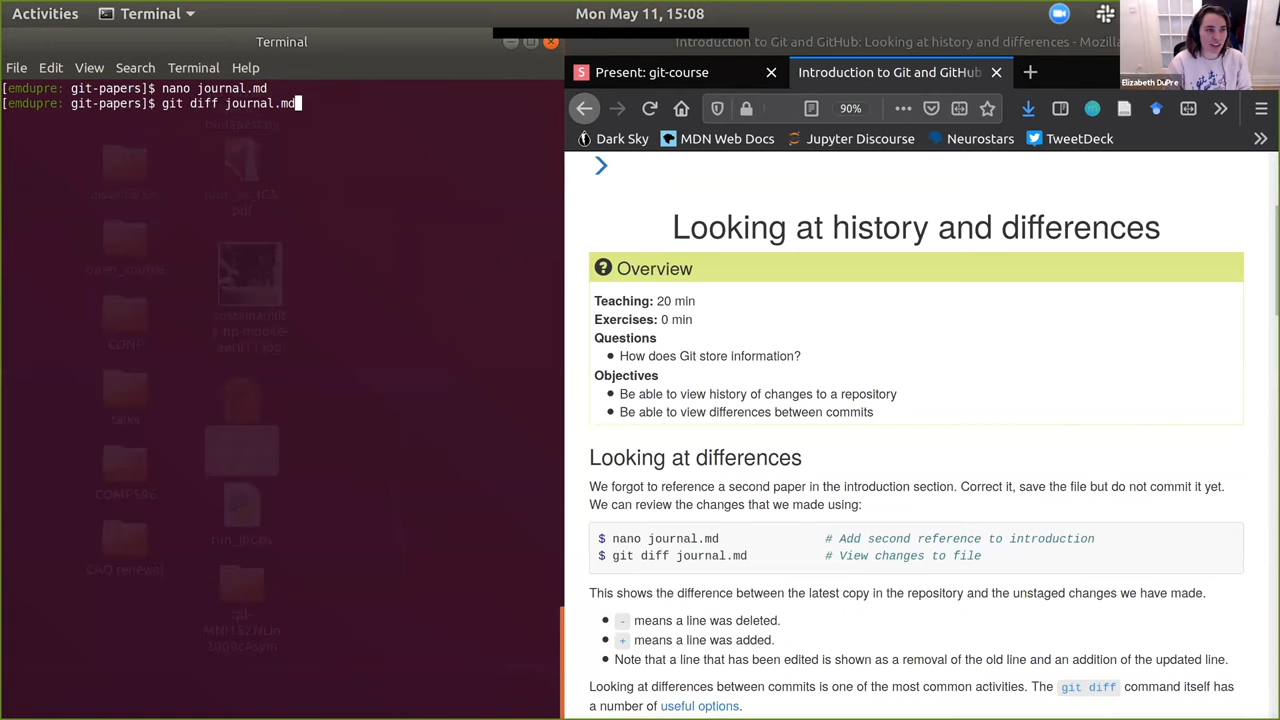 Activities
Terminal
Mon May 11, 15:08
Terminal
Introduction to Git and GitHub: Looking at history and differences - Mozilla
File Edit View Search Terminal Help
[emdupre: git-papers]$ nano journal.md
[emdupre: git-papers]$ git diff journal.md
pdf
open_
CONP
talks
COMP596
CAQ renewal
Elizabeth DuPre
S Present: git-course
Introduction to Git and GitHub
90%
Dark Sky
MDN Web Docs
Jupyter Discourse
Neurostars
TweetDeck
Looking at history and differences
Overview
Teaching: 20 min
Exercises: 0 min
Questions
How does Git store information?
Objectives
Be able to view history of changes to a repository
Be able to view differences between commits
Looking at differences
We forgot to reference a second paper in the introduction section. Correct it, save the file but do not commit it yet.
We can review the changes that we made using:
$ nano journal.md # Add second reference to introduction
$ git diff journal.md # View changes to file
This shows the difference between the latest copy in the repository and the unstaged changes we have made.
- means a line was deleted.
+ means a line was added.
Note that a line that has been edited is shown as a removal of the old line and an addition of the updated line.
Looking at differences between commits is one of the most common activities. The git diff command itself has
a number of useful options.